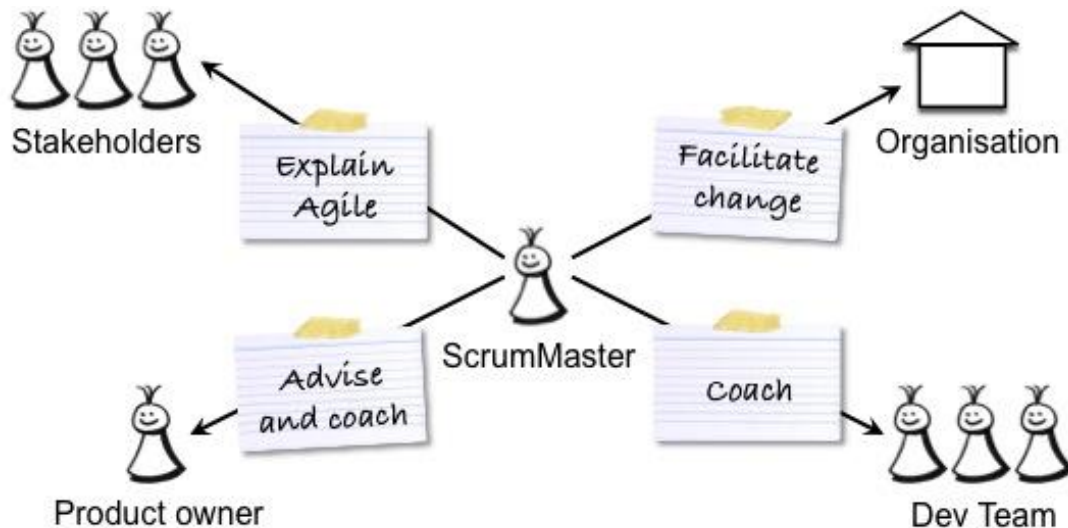 Stakeholders
Explain
Agile
Facilitate
change
Organisation
ScrumMaster
Advise
and coach
Product owner
Coach
Dev Team